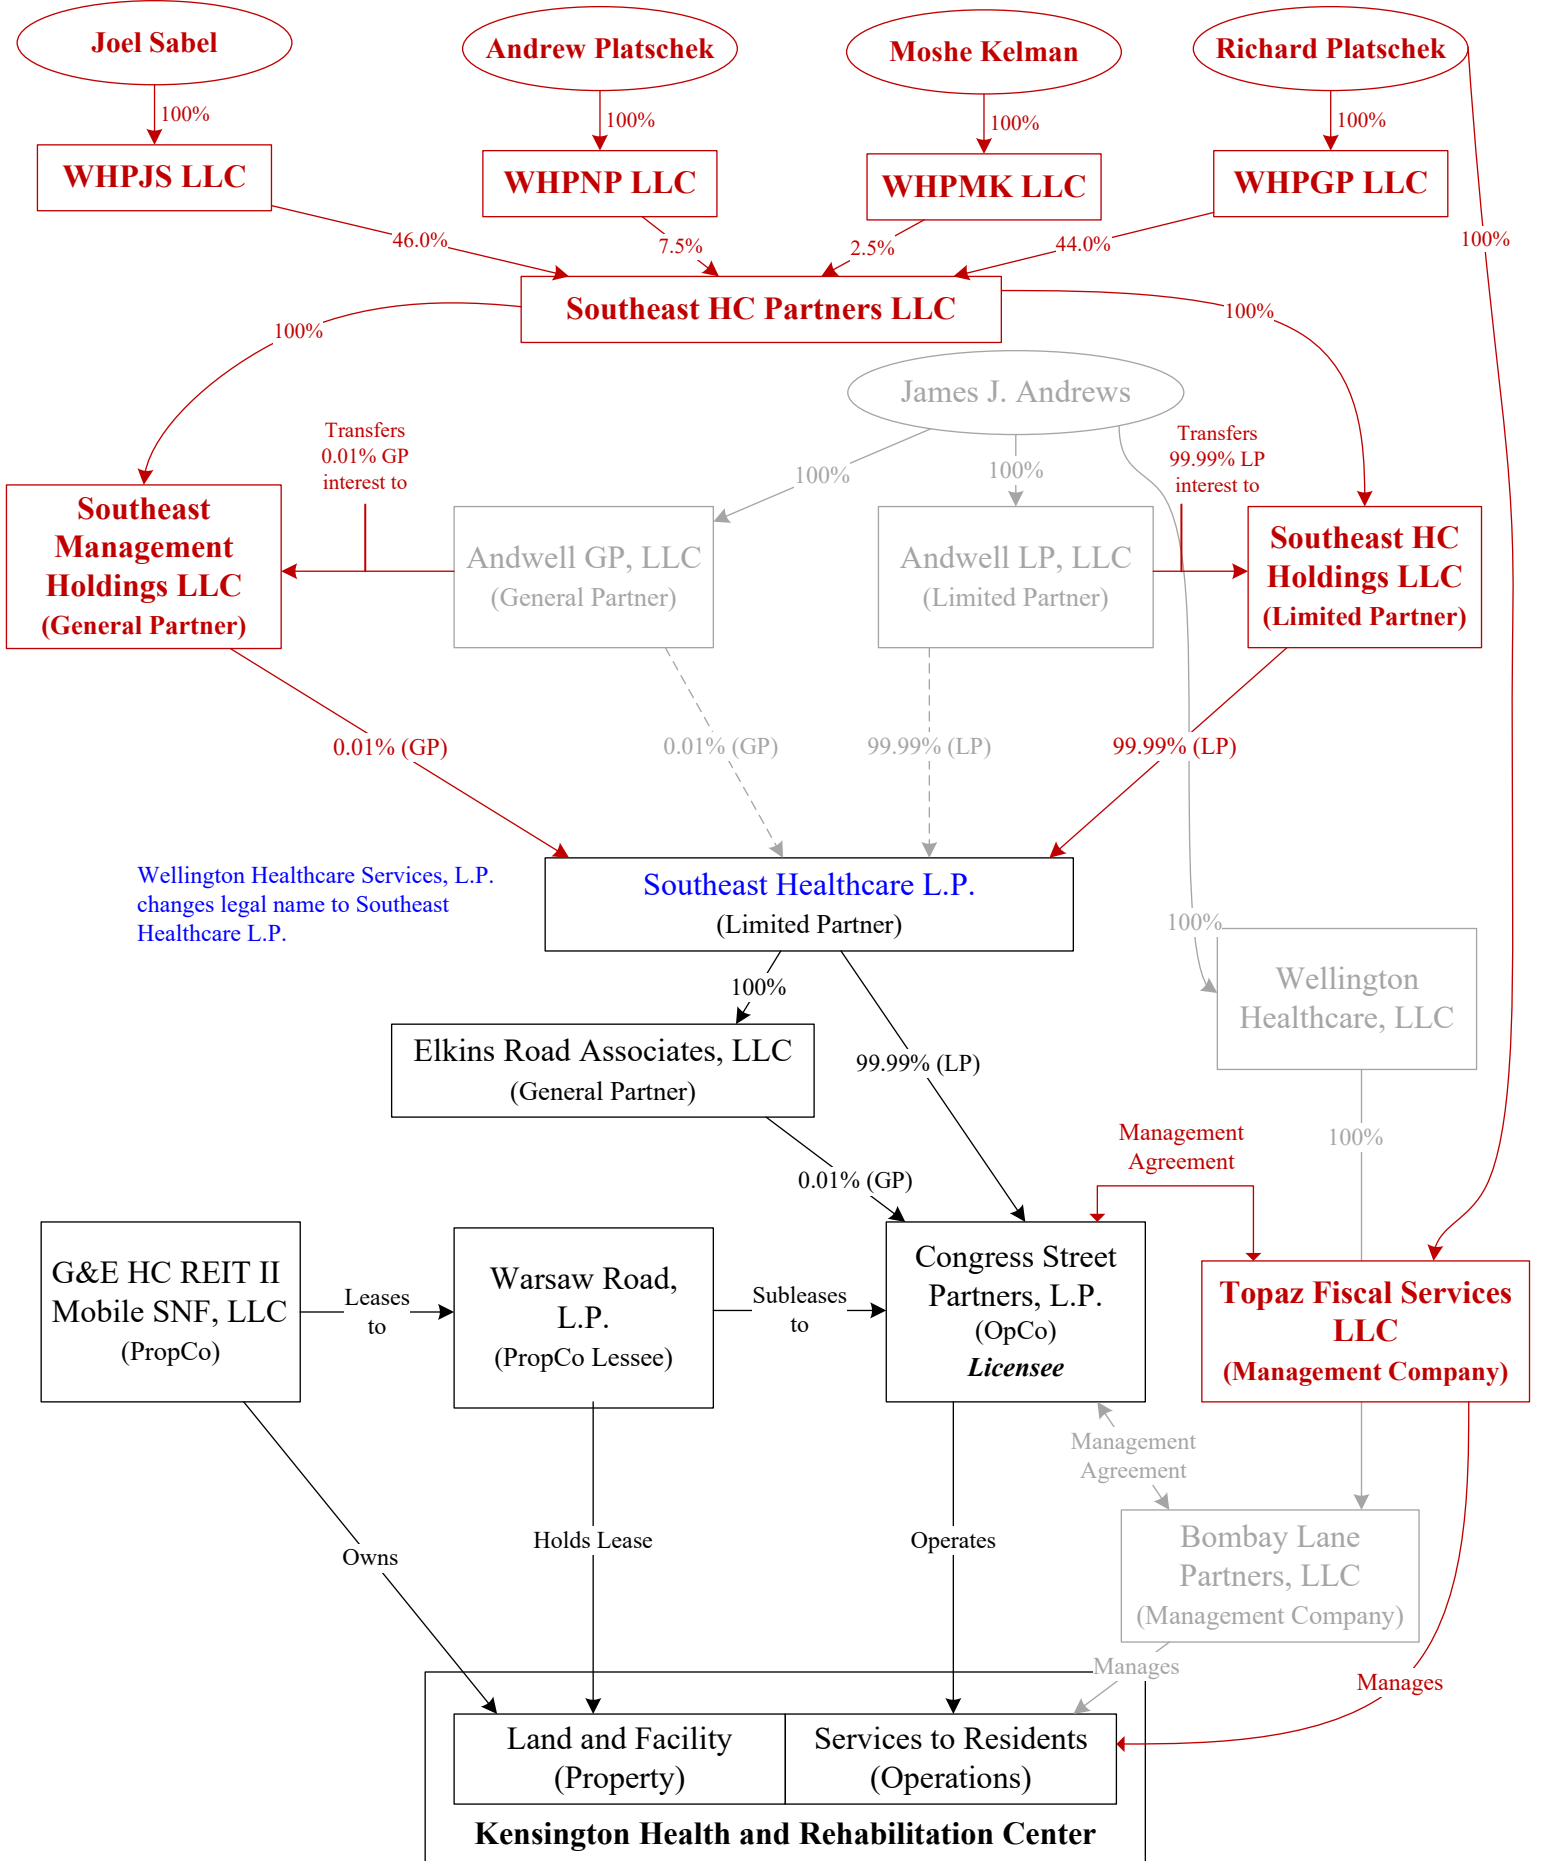 Joel Sabel
Andrew Platschek
Moshe Kelman
Richard Platschek
100%
100%
100%
100%
WHPJS LLC
WHPNP LLC
WHPMK LLC
WHPGP LLC
46.0%
7.5%
2.5%
44.0%
100%
Southeast HC Partners LLC
100%
100%
James J. Andrews
Transfers
0.01% GP
interest to
100%
100%
Transfers
99.99% LP
interest to
Southeast
Management
Holdings LLC
(General Partner)
Andwell GP, LLC
(General Partner)
Andwell LP, LLC
(Limited Partner)
Southeast HC
Holdings LLC
(Limited Partner)
0.01% (GP)
0.01% (GP)
99.99% (LP)
99.99% (LP)
Wellington Healthcare Services, L.P.
changes legal name to Southeast
Healthcare L.P.
Southeast Healthcare L.P.
(Limited Partner)
100%
100%
Wellington
Healthcare, LLC
Elkins Road Associates, LLC
(General Partner)
99.99% (LP)
0.01% (GP)
Management
Agreement
100%
G&E HC REIT II
Mobile SNF, LLC
(PropCo)
Leases
to
Warsaw Road,
L.P.
(PropCo Lessee)
Subleases
to
Congress Street
Partners, L.P.
(OpCo)
Licensee
Topaz Fiscal Services
LLC
(Management Company)
Management
Agreement
Owns
Holds Lease
Operates
Bombay Lane
Partners, LLC
(Management Company)
Manages
Manages
Land and Facility
(Property)
Services to Residents
(Operations)
Kensington Health and Rehabilitation Center